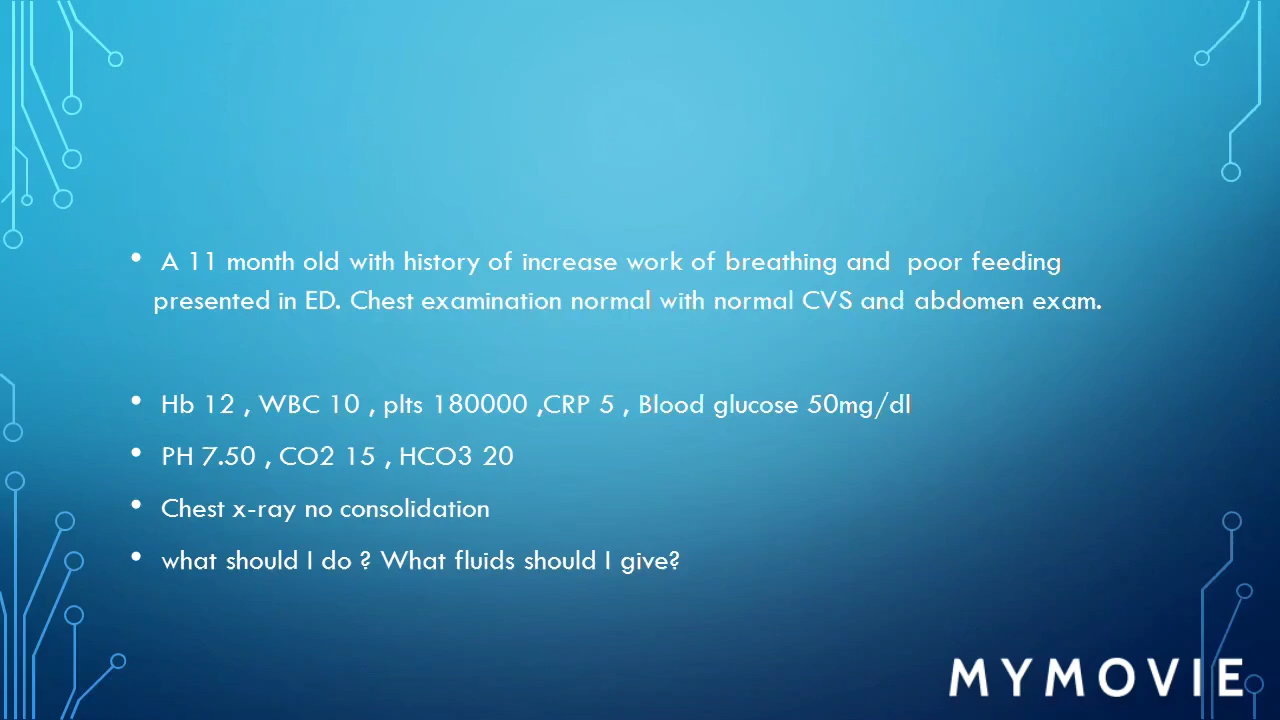 • A 11 month old with history of increase work of breathing and  poor feeding
presented in ED. Chest examination normal with normal CVS and abdomen exam.
• Hb 12 , WBC 10 , plts 180000 ,CRP 5 , Blood glucose 50mg/dl
• PH 7.50 , CO2 15 , HCO3 20
• Chest x-ray no consolidation
• what should I do ? What fluids should I give?
MYMOVIE